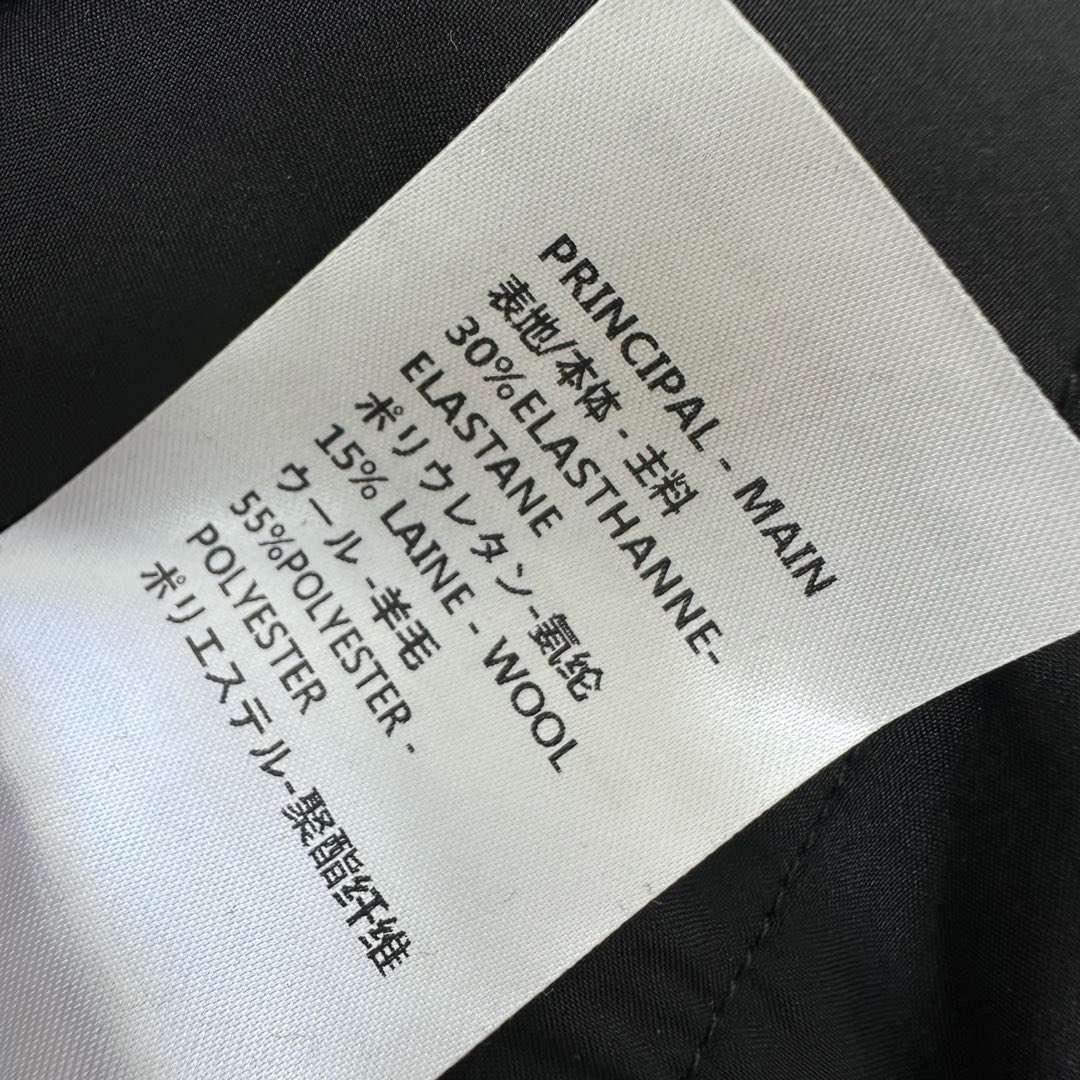 PRINCIPAL - MAIN
表地/本体 - 主料
30%ELASTHANNE-
ELASTANE
ポリウレタン-氨纶
15% LAINE - WOOL
ウール -羊毛
55%POLYESTER -
POLYESTER
ポリエステル-聚酯纤维